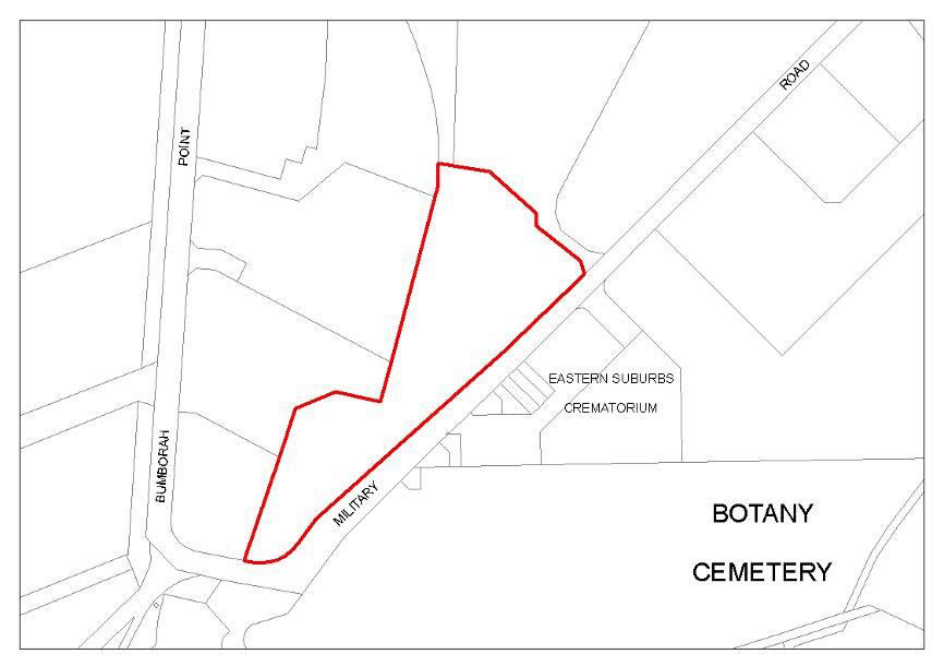 ROAD
POINT
EASTERN SUBURBS
CREMATORIUM
BUMBORAH
MILITARY
BOTANY
CEMETERY